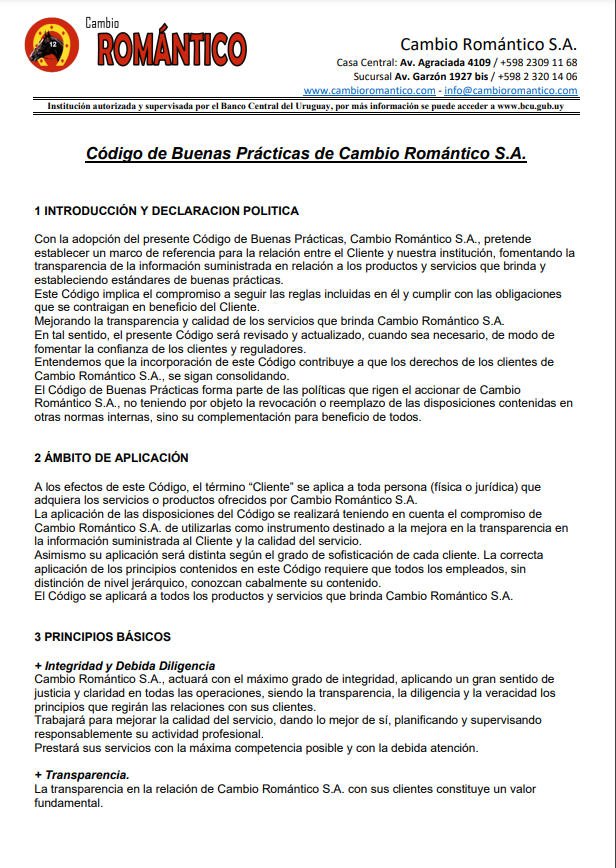 Cambio
ROMÁNTICO
12
Cambio Romántico S.A.
Casa Central: Av. Agraciada 4109 / +598 2309 11 68
Sucursal Av. Garzón 1927 bis / +598 2 320 14 06
www.cambioromantico.com - info@cambioromantico.com
Institución autorizada y supervisada por el Banco Central del Uruguay, por más información se puede acceder a www.bcu.gub.uy
Código de Buenas Prácticas de Cambio Romántico S.A.
1 INTRODUCCIÓN Y DECLARACION POLITICA
Con la adopción del presente Código de Buenas Prácticas, Cambio Romántico S.A., pretende
establecer un marco de referencia para la relación entre el Cliente y nuestra institución, fomentando la
transparencia de la información suministrada en relación a los productos y servicios que brinda y
estableciendo estándares de buenas prácticas.
Este Código implica el compromiso a seguir las reglas incluidas en él y cumplir con las obligaciones
que se contraigan en beneficio del Cliente.
Mejorando la transparencia y calidad de los servicios que brinda Cambio Romántico S.A.
En tal sentido, el presente Código será revisado y actualizado, cuando sea necesario, de modo de
fomentar la confianza de los clientes y reguladores.
Entendemos que la incorporación de este Código contribuye a que los derechos de los clientes de
Cambio Romántico S.A., se sigan consolidando.
El Código de Buenas Prácticas forma parte de las políticas que rigen el accionar de Cambio
Romántico S.A., no teniendo por objeto la revocación o reemplazo de las disposiciones contenidas en
otras normas internas, sino su complementación para beneficio de todos.
2 ÁMBITO DE APLICACIÓN
A los efectos de este Código, el término “Cliente” se aplica a toda persona (física o jurídica) que
adquiera los servicios o productos ofrecidos por Cambio Romántico S.A.
La aplicación de las disposiciones del Código se realizará teniendo en cuenta el compromiso de
Cambio Romántico S.A. de utilizarlas como instrumento destinado a la mejora en la transparencia en
la información suministrada al Cliente y la calidad del servicio.
Asimismo su aplicación será distinta según el grado de sofisticación de cada cliente. La correcta
aplicación de los principios contenidos en este Código requiere que todos los empleados, sin
distinción de nivel jerárquico, conozcan cabalmente su contenido.
El Código se aplicará a todos los productos y servicios que brinda Cambio Romántico S.A.
3 PRINCIPIOS BÁSICOS
+ Integridad y Debida Diligencia
Cambio Romántico S.A., actuará con el máximo grado de integridad, aplicando un gran sentido de
justicia y claridad en todas las operaciones, siendo la transparencia, la diligencia y la veracidad los
principios que regirán las relaciones con sus clientes.
Trabajará para mejorar la calidad del servicio, dando lo mejor de sí, planificando y supervisando
responsablemente su actividad profesional.
Prestará sus servicios con la máxima competencia posible y con la debida atención.
+ Transparencia.
La transparencia en la relación de Cambio Romántico S.A. con sus clientes constituye un valor
fundamental.